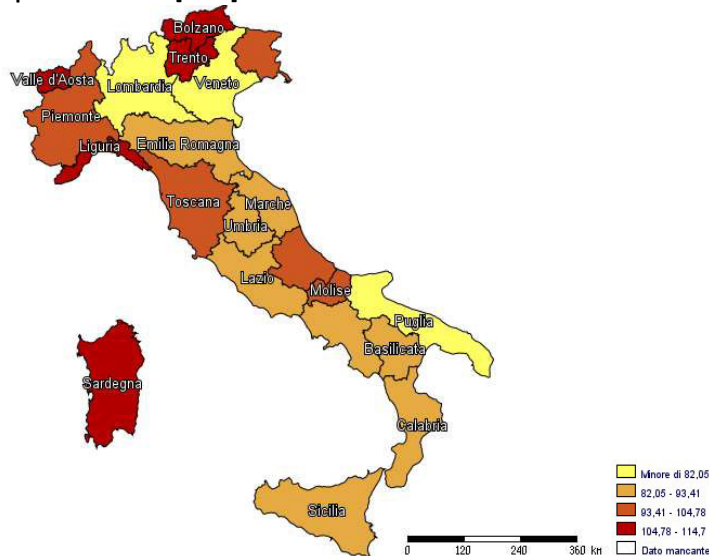 Bolzano
Trento
Valle d'Aosta
Lombardia
Veneto
Piemonte
Liguria
Emilia Romagna
Toscana
Marche
Umbria
Lazio
Molise
Puglia
Basilicata
Sardegna
Calabria
Sicilia
Minore di 82,05
82,05 - 93,41
93,41 - 104,78
104,78 - 114,7
Dato mancante
0 120 240 360 km